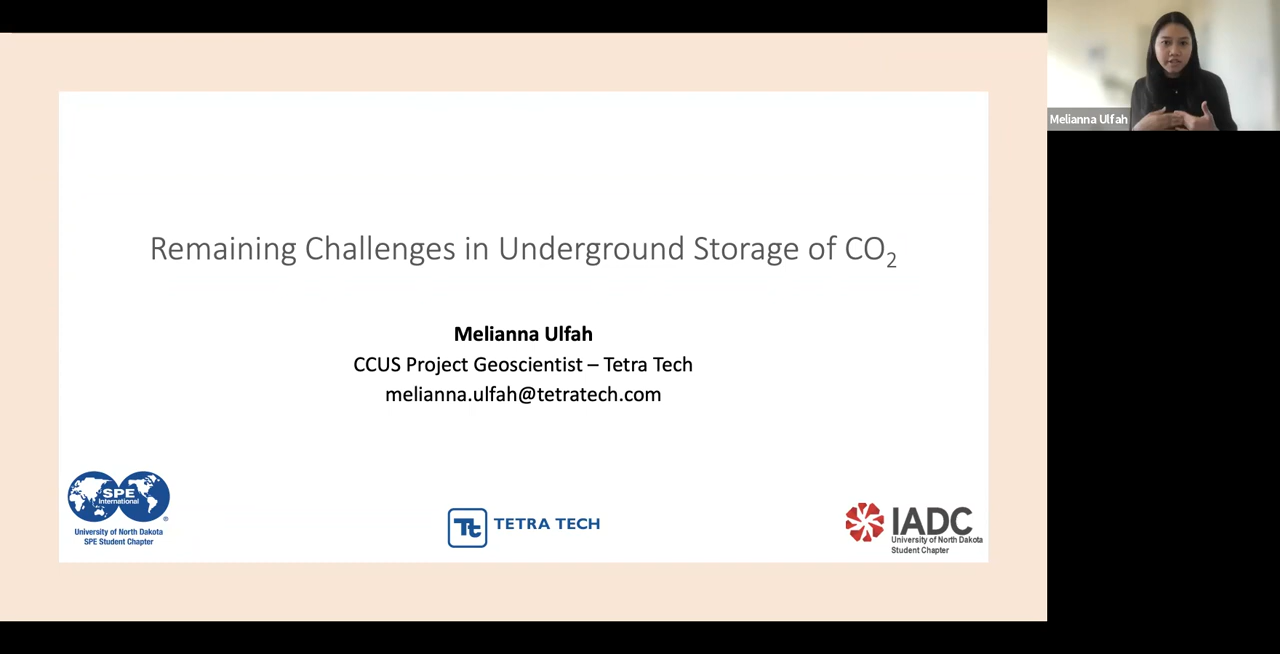 Remaining Challenges in Underground Storage of CO₂
Melianna Ulfah
CCUS Project Geoscientist – Tetra Tech
melianna.ulfah@tetratech.com
SPE
International
®
University of North Dakota
SPE Student Chapter
Tt TETRA TECH
IADC
University of North Dakota
Student Chapter
Melianna Ulfah